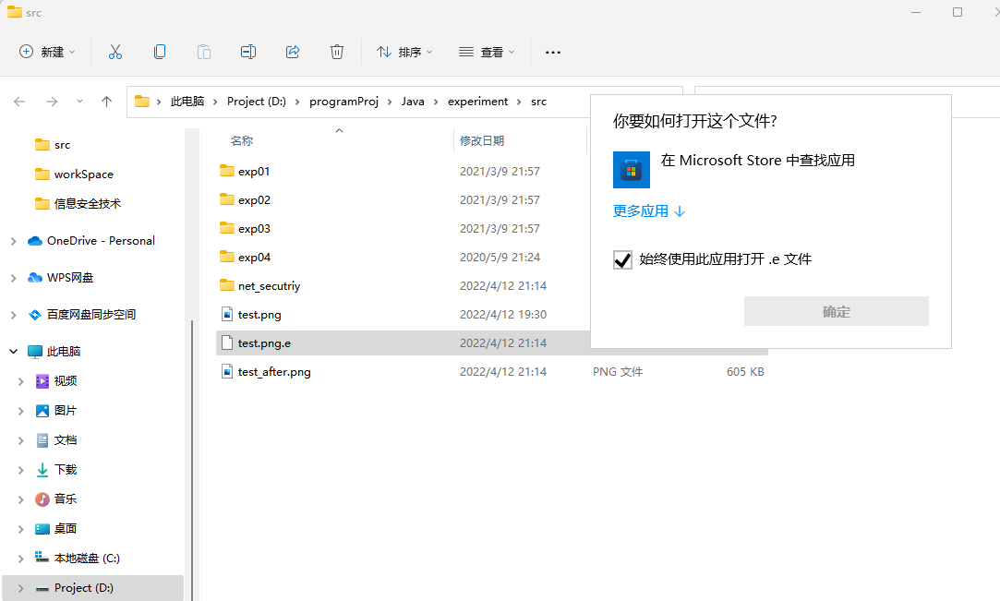 src
新建
排序
查看
此电脑 > Project (D:) > programProj > Java > experiment > src
你要如何打开这个文件?
在 Microsoft Store 中查找应用
更多应用 ↓
始终使用此应用打开 .e 文件
确定
src
workSpace
信息安全技术
OneDrive - Personal
WPS网盘
百度网盘同步空间
此电脑
视频
图片
文档
下载
音乐
桌面
本地磁盘 (C:)
Project (D:)
名称 修改日期
exp01 2021/3/9 21:57
exp02 2021/3/9 21:57
exp03 2021/3/9 21:57
exp04 2020/5/9 21:24
net_secutriy 2022/4/12 21:14
test.png 2022/4/12 19:30
test.png.e 2022/4/12 21:14
test_after.png 2022/4/12 21:14 PNG 文件 605 KB